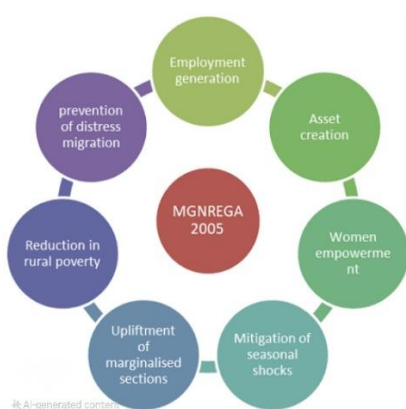 Employment
generation
Asset
creation
Women
empowerme
nt
Mitigation of
seasonal
shocks
Upliftment
of
marginalised
sections
Reduction in
rural poverty
prevention
of distress
migration
MGNREGA
2005
AI-generated content